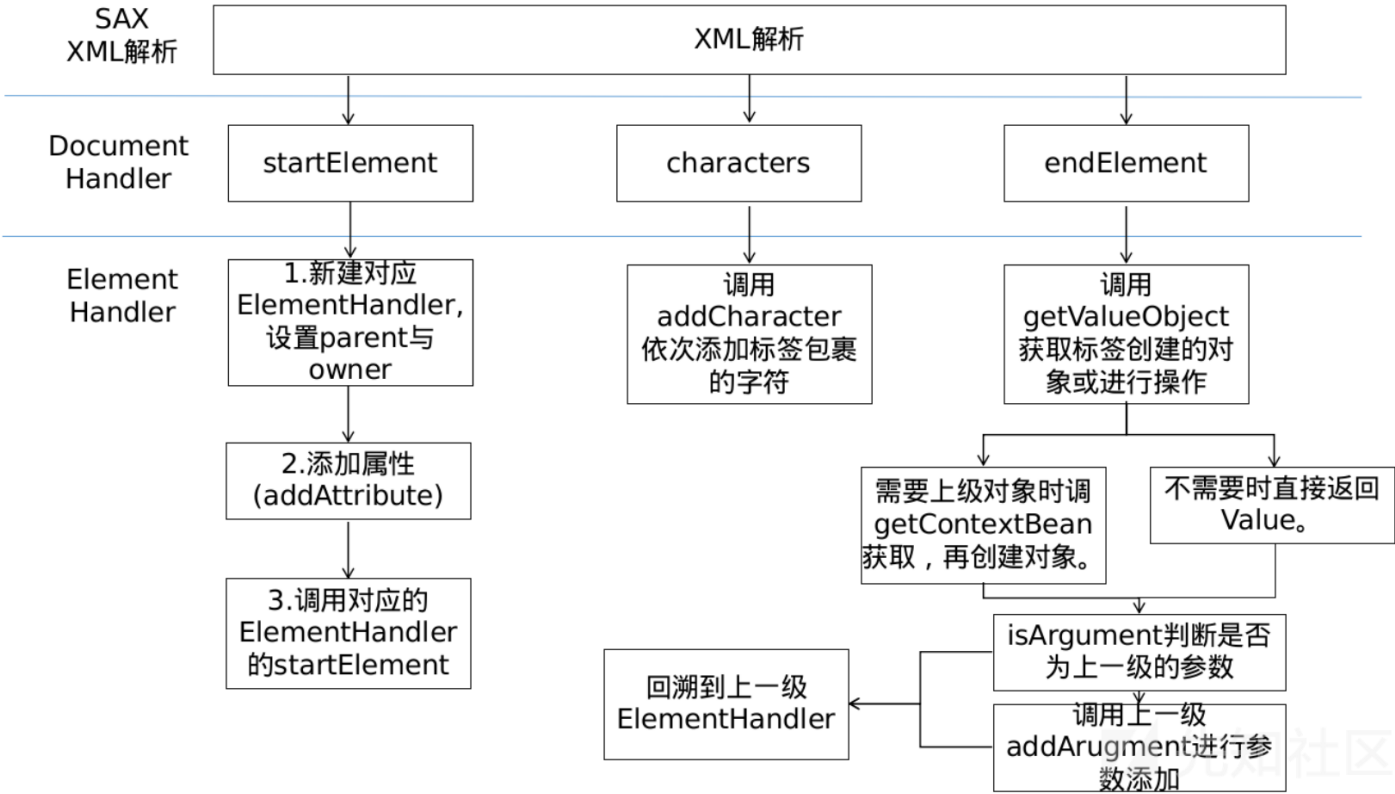 SAX
XML解析
XML解析
Document
Handler
startElement
characters
endElement
Element
Handler
1.新建对应
ElementHandler,
设置parent与
owner
调用
addCharacter
依次添加标签包裹
的字符
调用
getValueObject
获取标签创建的对
象或进行操作
2.添加属性
(addAttribute)
需要上级对象时调
getContextBean
获取，再创建对象。
不需要时直接返回
Value。
3.调用对应的
ElementHandler
的startElement
isArgument判断是否
为上一级的参数
回溯到上一级
ElementHandler
调用上一级
addArugment进行参
数添加
先知社区